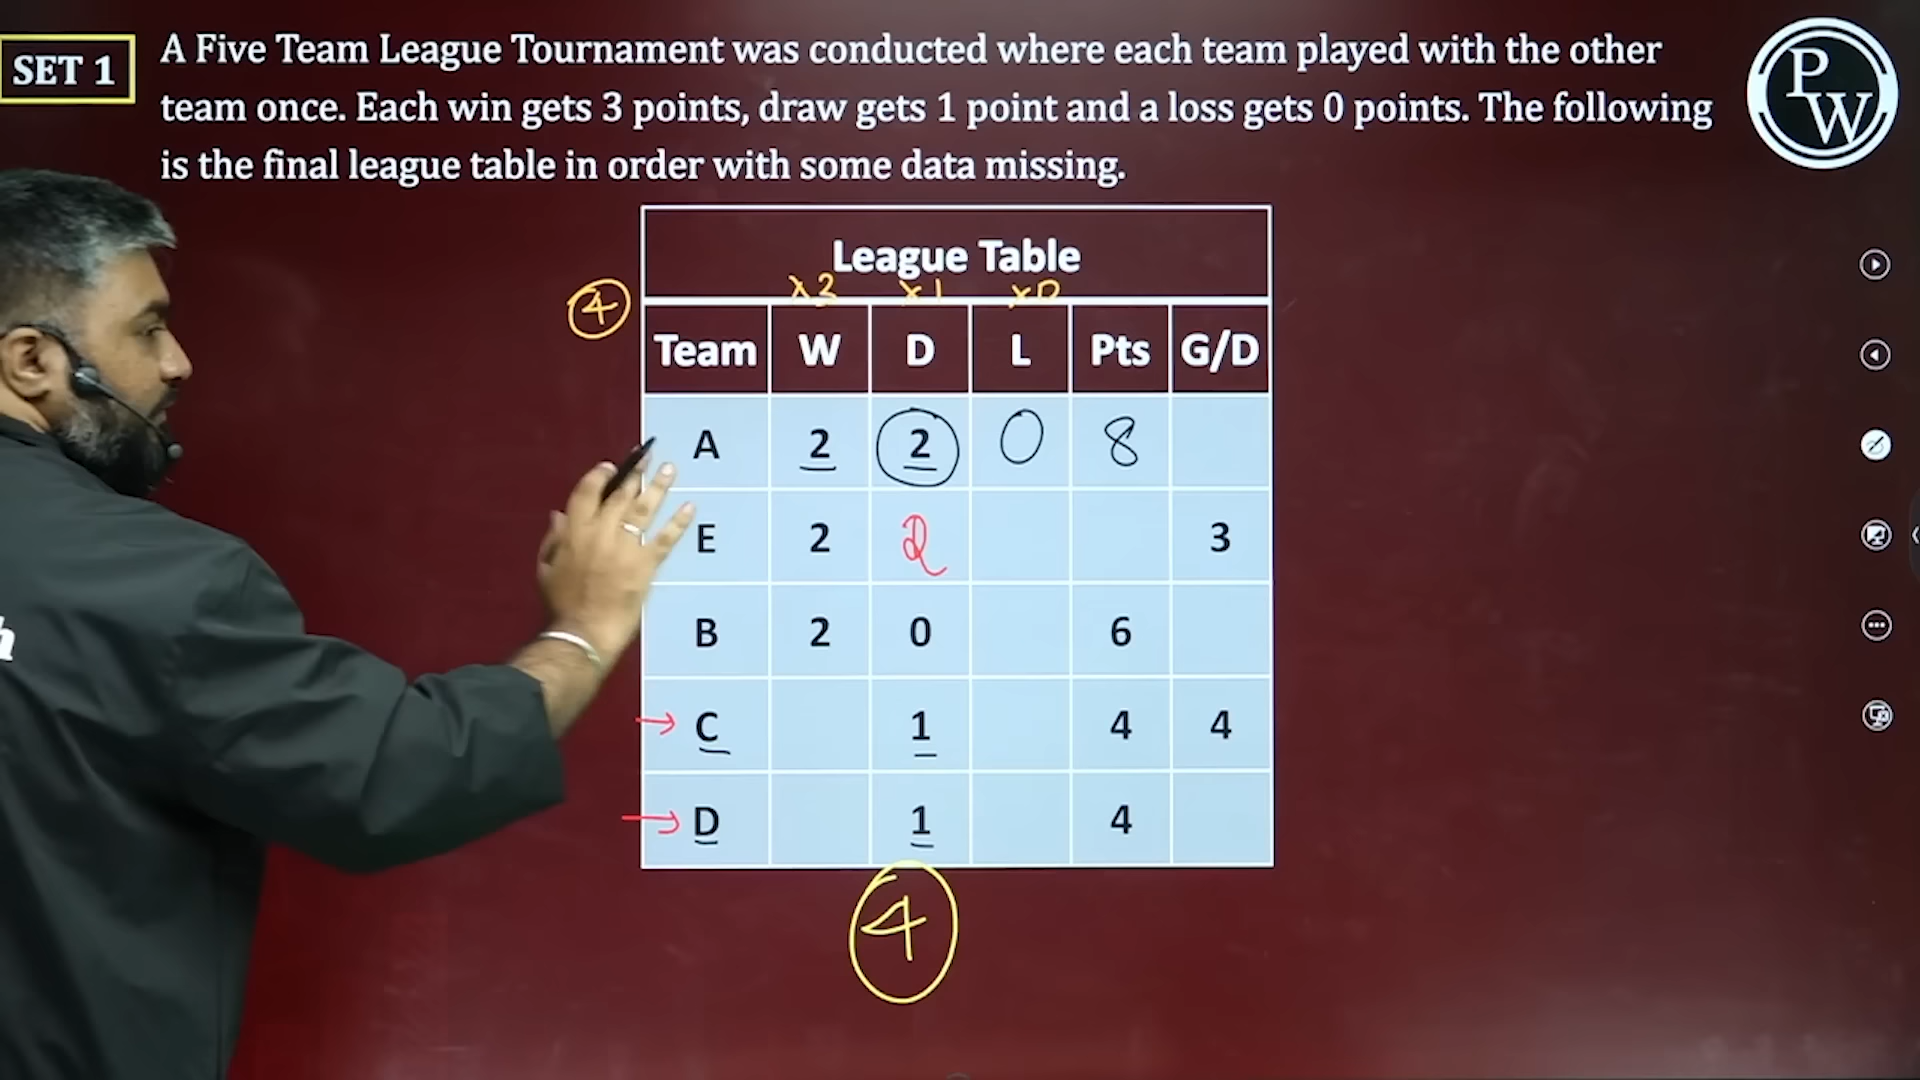 SET 1
A Five Team League Tournament was conducted where each team played with the other
team once. Each win gets 3 points, draw gets 1 point and a loss gets 0 points. The following
is the final league table in order with some data missing.
PW
League Table
x3 x1 x0
4
Team W D L Pts G/D
A 2 2 0 8
E 2 2 3
B 2 0 6
C 1 4 4
D 1 4
4
h